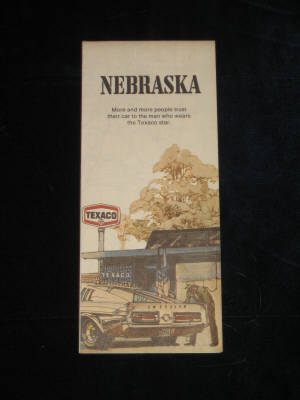 NEBRASKA
More and more people trust
their car to the man who wears
the Texaco star.
TEXACO
TEXACO